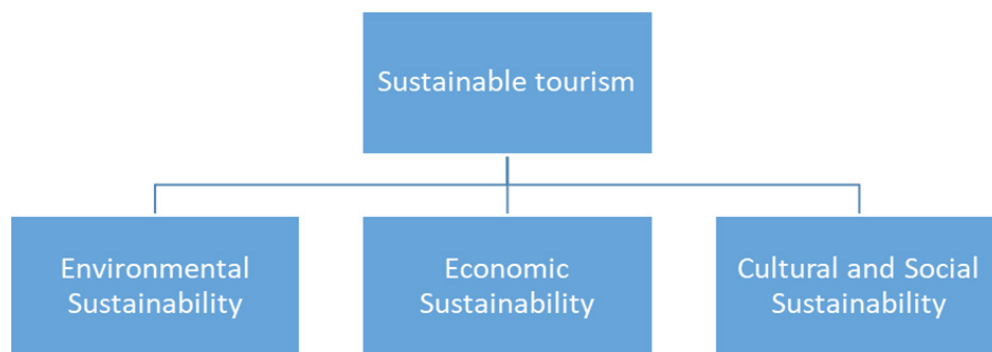 Sustainable tourism
Environmental
Sustainability
Economic
Sustainability
Cultural and Social
Sustainability